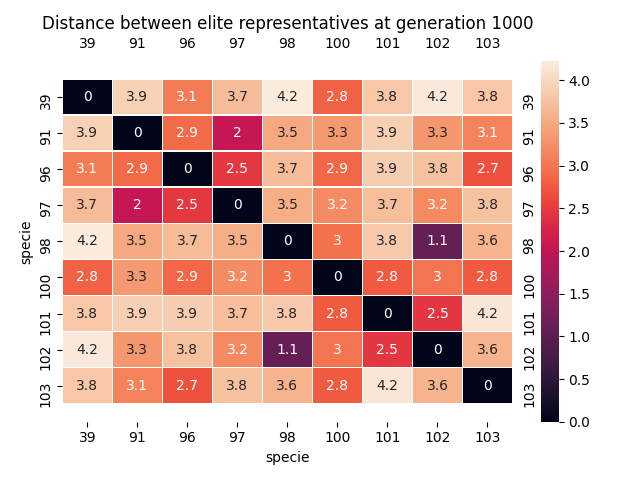 Distance between elite representatives at generation 1000
39 91 96 97 98 100 101 102 103
39 0 3.9 3.1 3.7 4.2 2.8 3.8 4.2 3.8 39
91 3.9 0 2.9 2 3.5 3.3 3.9 3.3 3.1 91
96 3.1 2.9 0 2.5 3.7 2.9 3.9 3.8 2.7 96
97 3.7 2 2.5 0 3.5 3.2 3.7 3.2 3.8 97
98 4.2 3.5 3.7 3.5 0 3 3.8 1.1 3.6 98
100 2.8 3.3 2.9 3.2 3 0 2.8 3 2.8 100
101 3.8 3.9 3.9 3.7 3.8 2.8 0 2.5 4.2 101
102 4.2 3.3 3.8 3.2 1.1 3 2.5 0 3.6 102
103 3.8 3.1 2.7 3.8 3.6 2.8 4.2 3.6 0 103
39 91 96 97 98 100 101 102 103
specie
specie
4.0
3.5
3.0
2.5
2.0
1.5
1.0
0.5
0.0